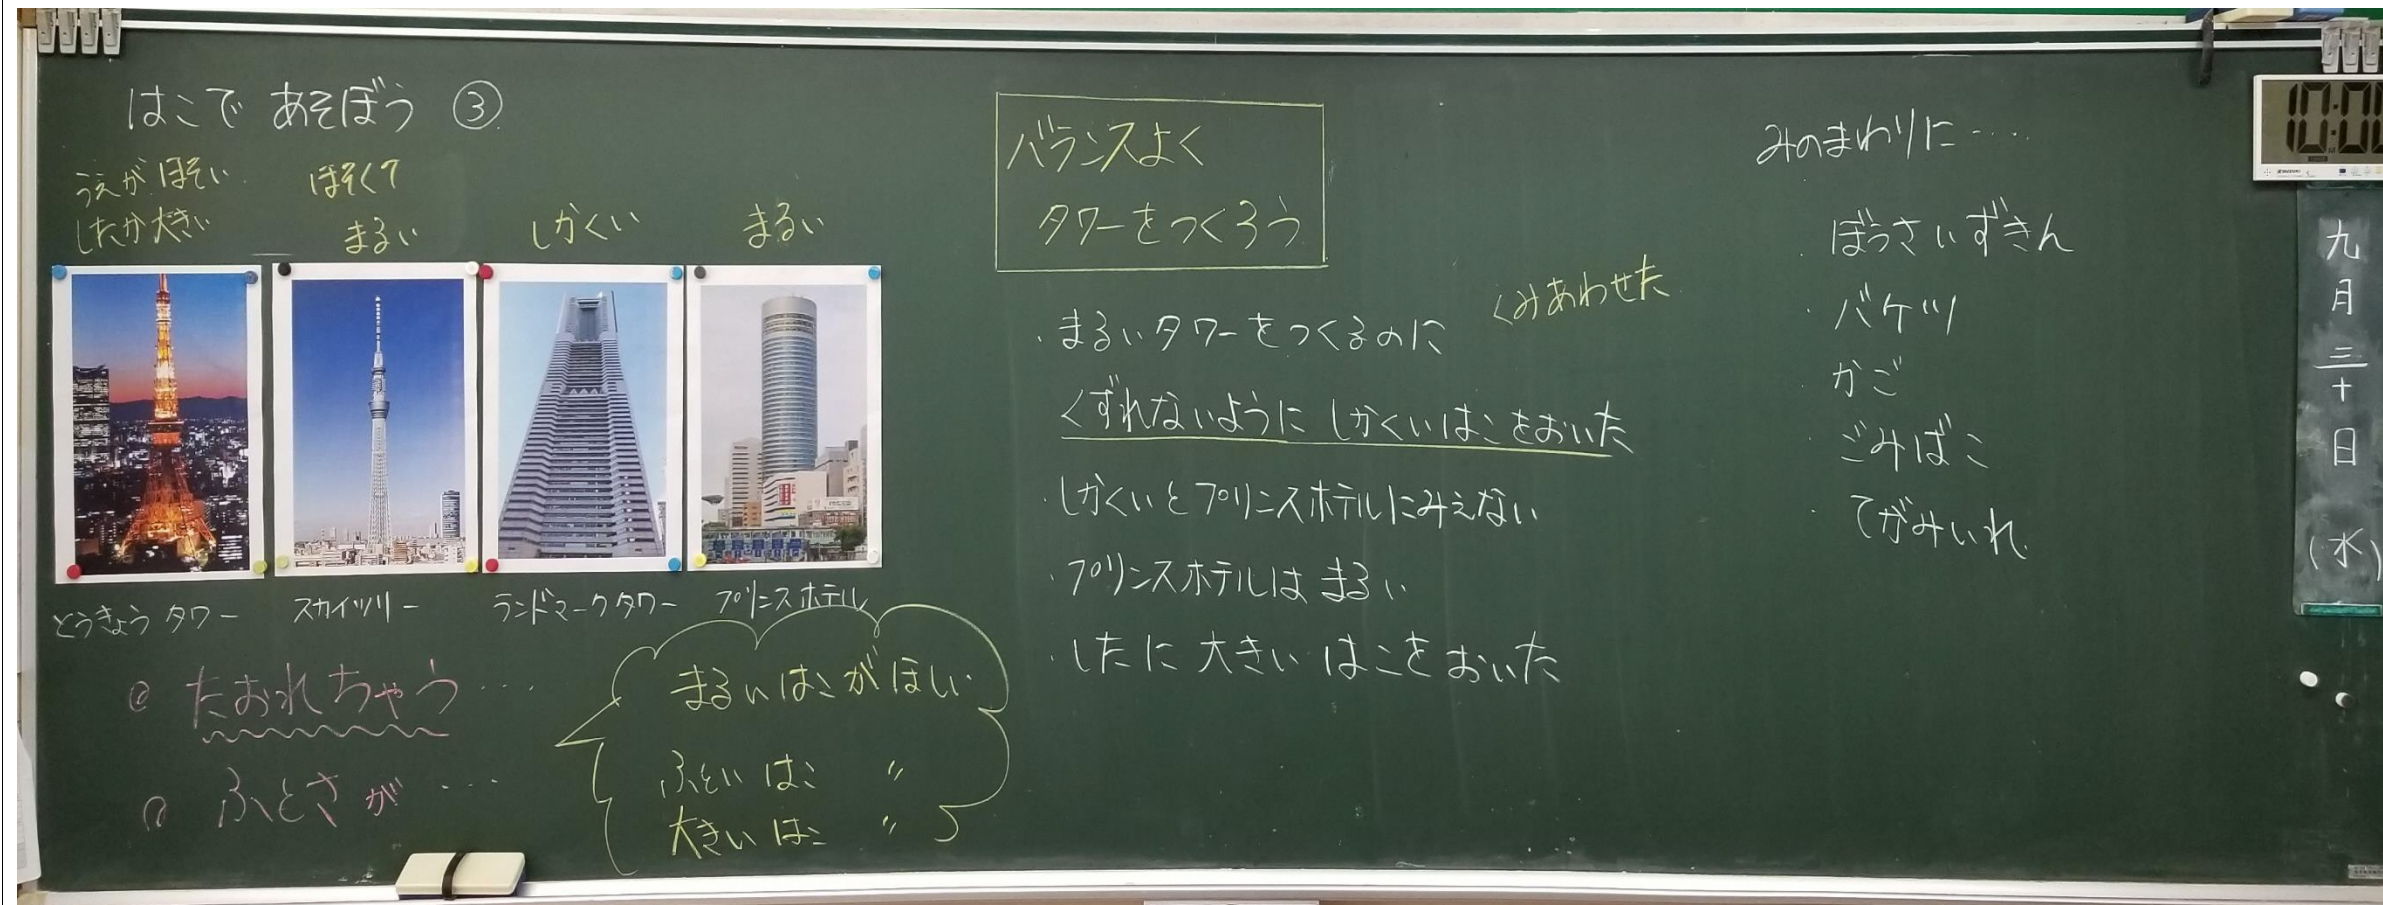 はこで あそぼう ③
うえが ほそい
したが大きい
ほそくて
まるい
しかくい
まるい
とうきょうタワー
スカイツリー
ランドマークタワー
プリンスホテル
たおれちゃう…
ふとさが…
まるいはこがほしい
ふといはこ 〃
大きいはこ 〃
バランスよく
タワーをつくろう
・まるいタワーをつくるのに
くみあわせた
くずれないように しかくいはこをおいた
・しかくいとプリンスホテルにみえない
・プリンスホテルは まるい
・したに 大きい はこを おいた
みのまわりに……
・ぼうさいずきん
・バケツ
・かご
・ごみばこ
・てがみいれ
10:0
九月三十日(水)